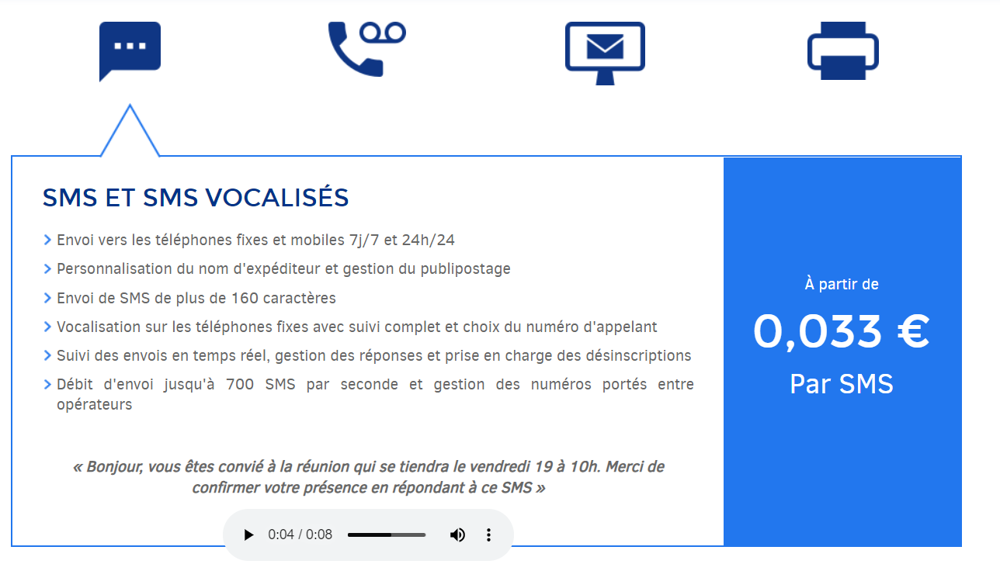 SMS ET SMS VOCALISÉS
Envoi vers les téléphones fixes et mobiles 7j/7 et 24h/24
Personnalisation du nom d'expéditeur et gestion du publipostage
Envoi de SMS de plus de 160 caractères
Vocalisation sur les téléphones fixes avec suivi complet et choix du numéro d'appelant
Suivi des envois en temps réel, gestion des réponses et prise en charge des désinscriptions
Débit d'envoi jusqu'à 700 SMS par seconde et gestion des numéros portés entre
opérateurs
« Bonjour, vous êtes convié à la réunion qui se tiendra le vendredi 19 à 10h. Merci de
confirmer votre présence en répondant à ce SMS »
0:04 / 0:08
À partir de
0,033 €
Par SMS